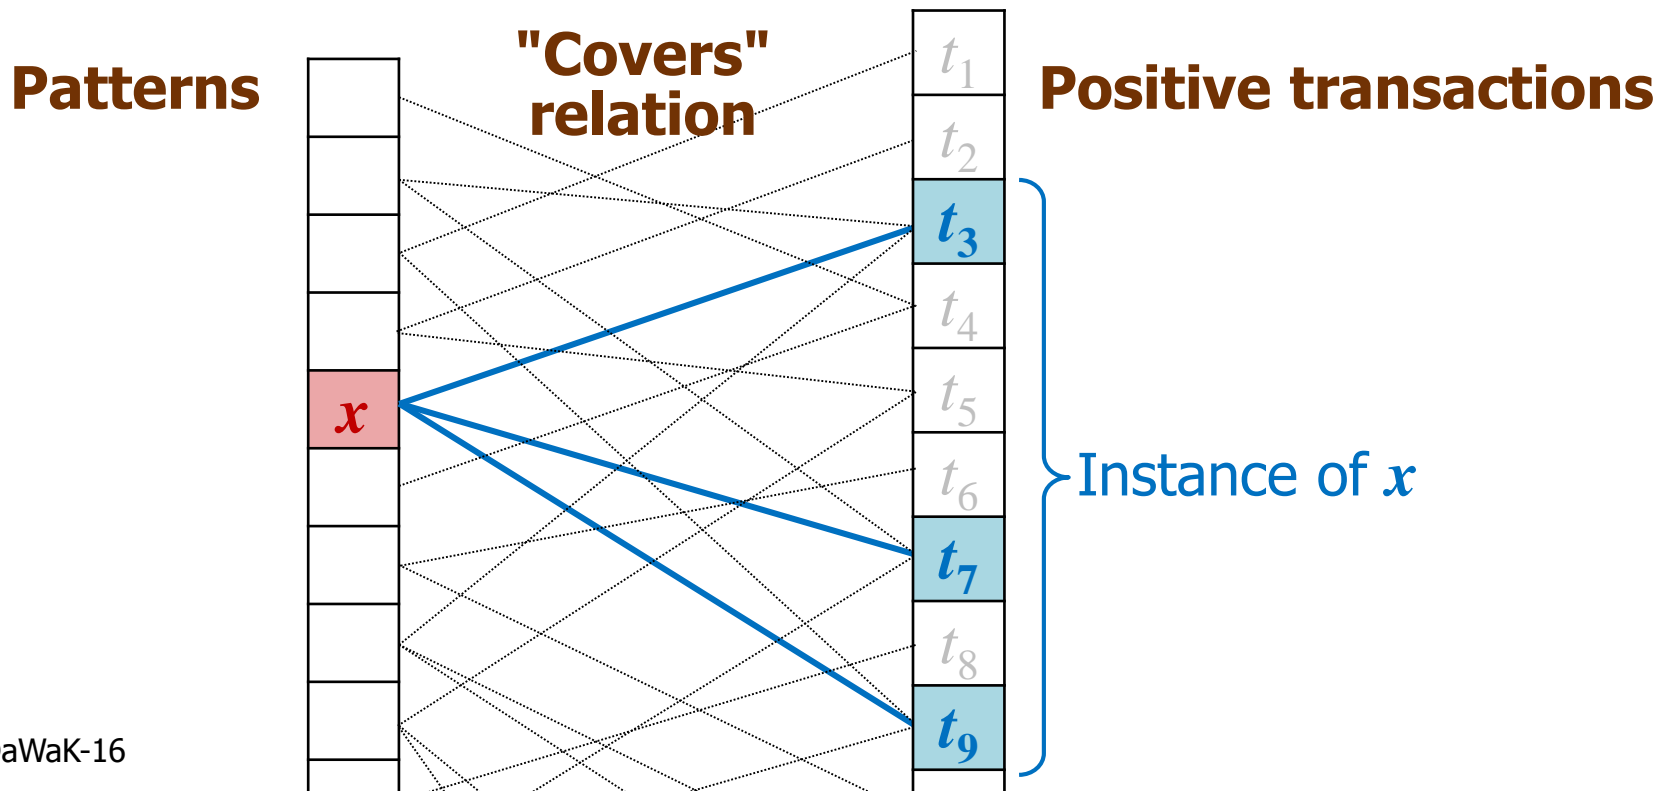 Patterns
"Covers"
relation
Positive transactions
t1
t2
t3
t4
t5
t6
t7
t8
t9
x
Instance of x
aWaK-16